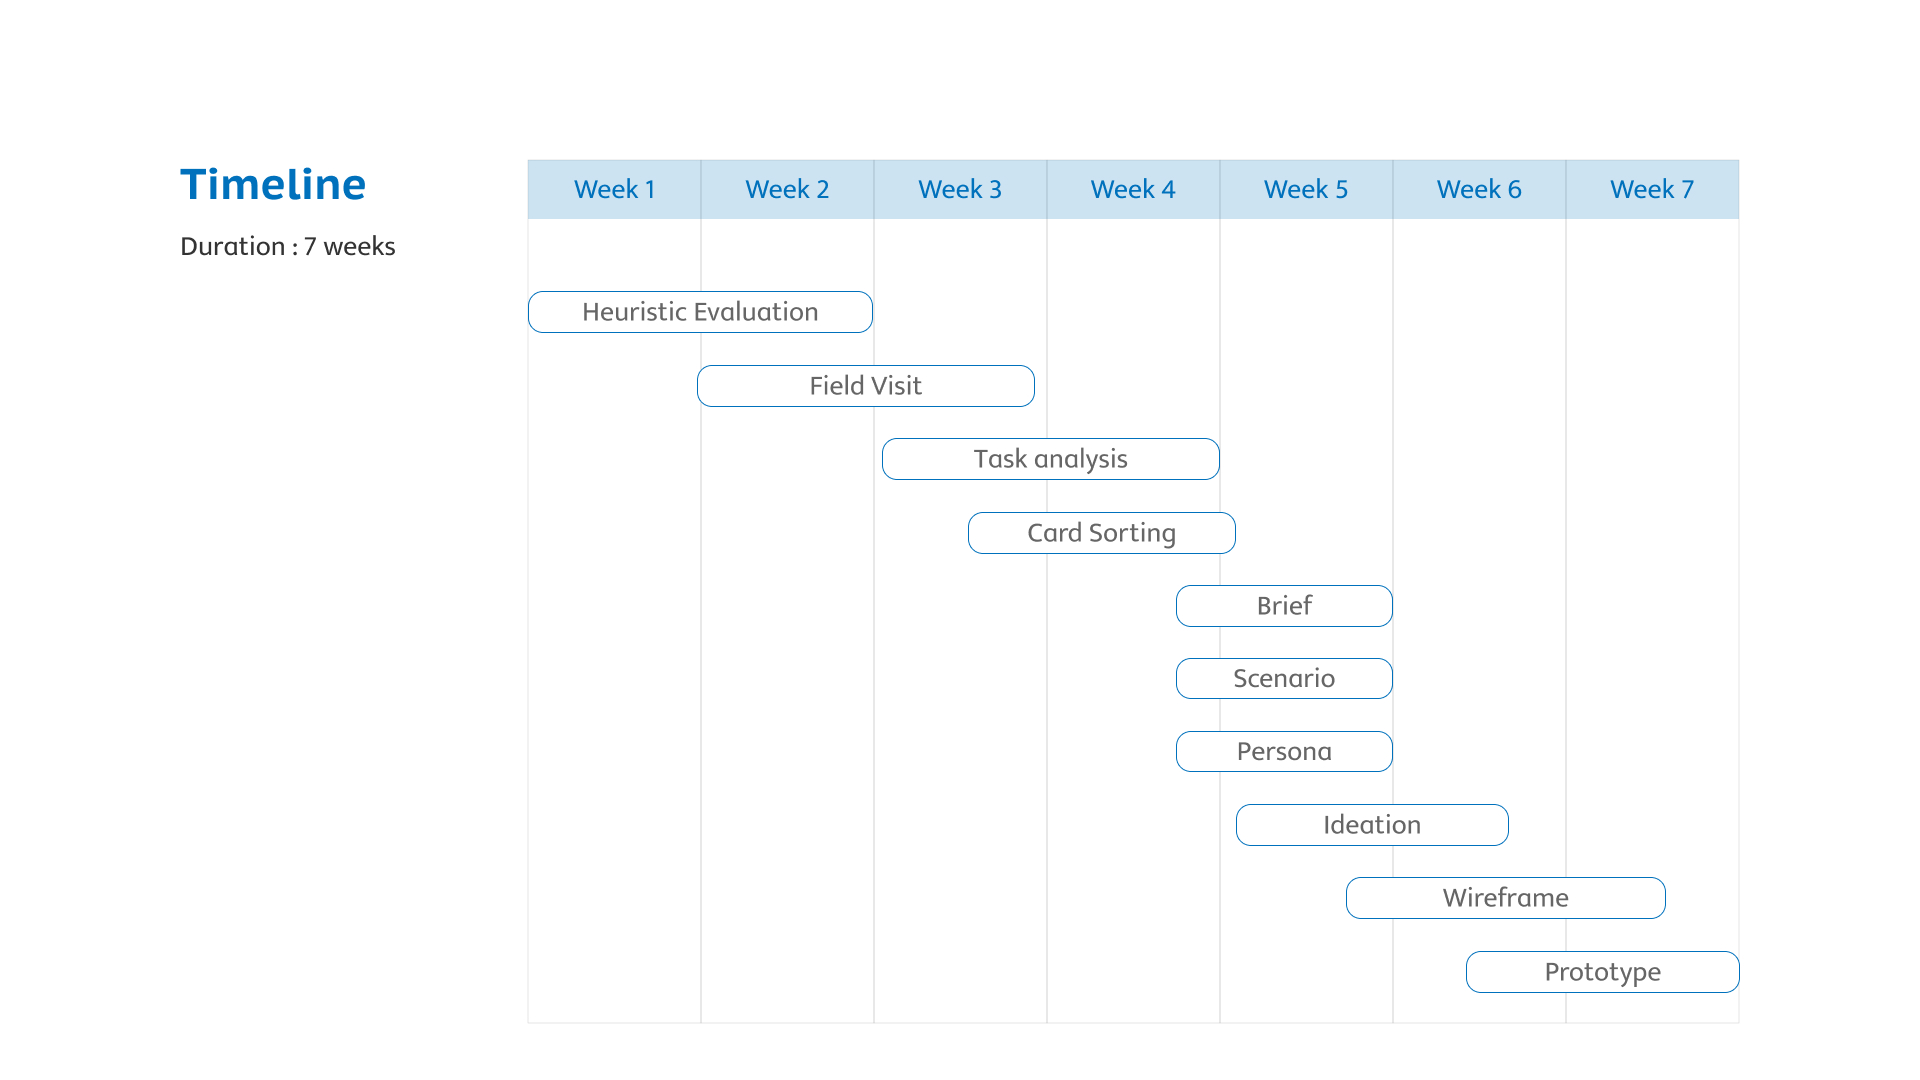 Timeline
Duration : 7 weeks
Week 1
Week 2
Week 3
Week 4
Week 5
Week 6
Week 7
Heuristic Evaluation
Field Visit
Task analysis
Card Sorting
Brief
Scenario
Persona
Ideation
Wireframe
Prototype